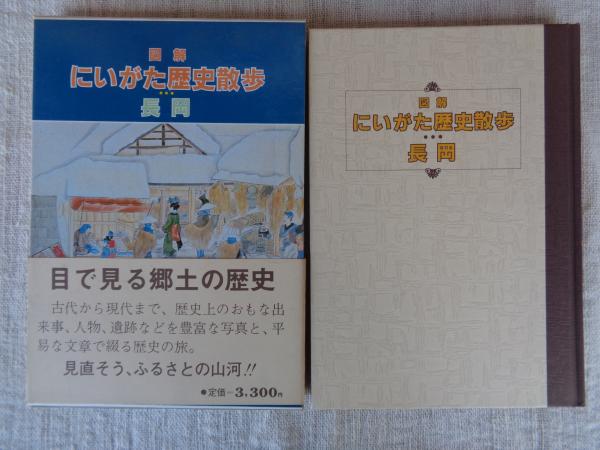 図解
にいがた歴史散歩
長岡
目で見る郷土の歴史
古代から現代まで、歴史上のおもな出
来事、人物、遺跡などを豊富な写真と、平
易な文章で綴る歴史の旅。
見直そう、ふるさとの山河!!
●定価—3,300円
図解
にいがた歴史散歩
長岡